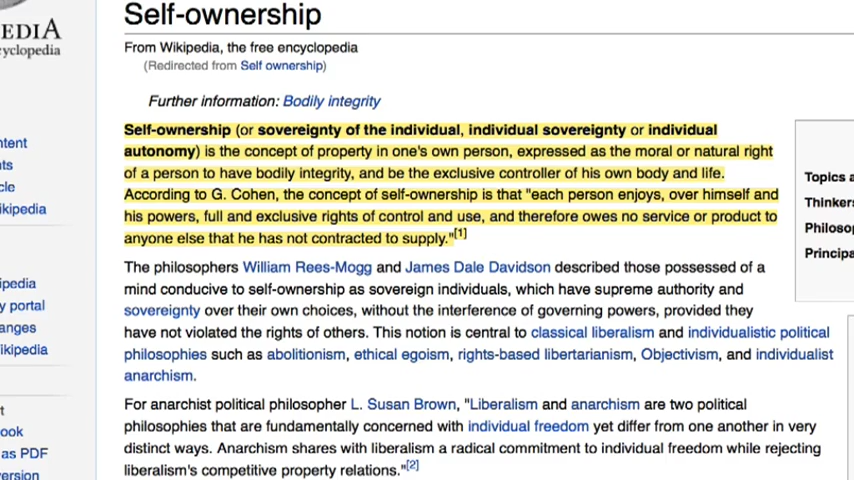 Self-ownership
EDIA
cyclopedia
From Wikipedia, the free encyclopedia
(Redirected from Self ownership)
Further information: Bodily integrity
Self-ownership (or sovereignty of the individual, individual sovereignty or individual
autonomy) is the concept of property in one's own person, expressed as the moral or natural right
of a person to have bodily integrity, and be the exclusive controller of his own body and life.
According to G. Cohen, the concept of self-ownership is that "each person enjoys, over himself and
his powers, full and exclusive rights of control and use, and therefore owes no service or product to
anyone else that he has not contracted to supply."[1]
The philosophers William Rees-Mogg and James Dale Davidson described those possessed of a
mind conducive to self-ownership as sovereign individuals, which have supreme authority and
sovereignty over their own choices, without the interference of governing powers, provided they
have not violated the rights of others. This notion is central to classical liberalism and individualistic political
philosophies such as abolitionism, ethical egoism, rights-based libertarianism, Objectivism, and individualist
anarchism.
For anarchist political philosopher L. Susan Brown, "Liberalism and anarchism are two political
philosophies that are fundamentally concerned with individual freedom yet differ from one another in very
distinct ways. Anarchism shares with liberalism a radical commitment to individual freedom while rejecting
liberalism's competitive property relations."[2]
ntent
nts
cle
ikipedia
ipedia
y portal
anges
ikipedia
t
ook
as PDF
version
Topics a
Thinkers
Philosop
Principa